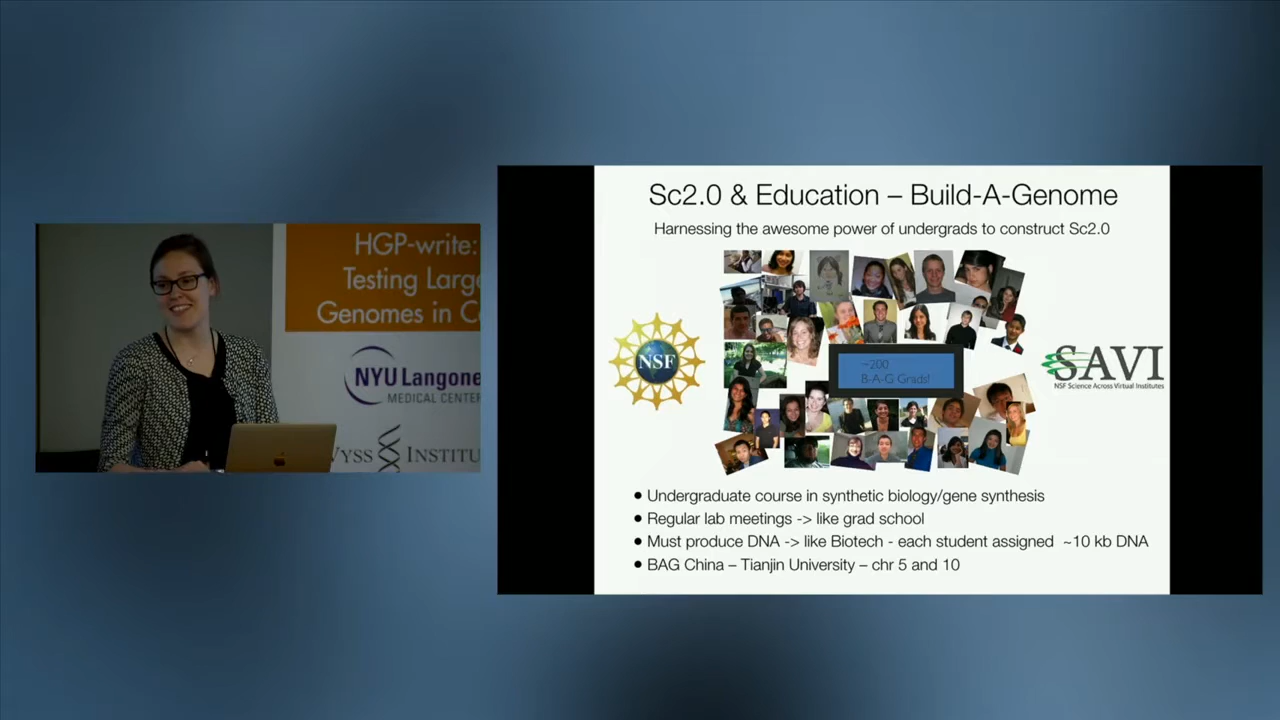 HGP-write:
Testing Large
Genomes in C
NYU Langone
MEDICAL CENTER
WYSS INSTITU
Sc2.0 & Education – Build-A-Genome
Harnessing the awesome power of undergrads to construct Sc2.0
NSF
~200
B-A-G Grads!
SAVI
NSF Science Across Virtual Institutes
● Undergraduate course in synthetic biology/gene synthesis
● Regular lab meetings -> like grad school
● Must produce DNA -> like Biotech - each student assigned ~10 kb DNA
● BAG China – Tianjin University – chr 5 and 10